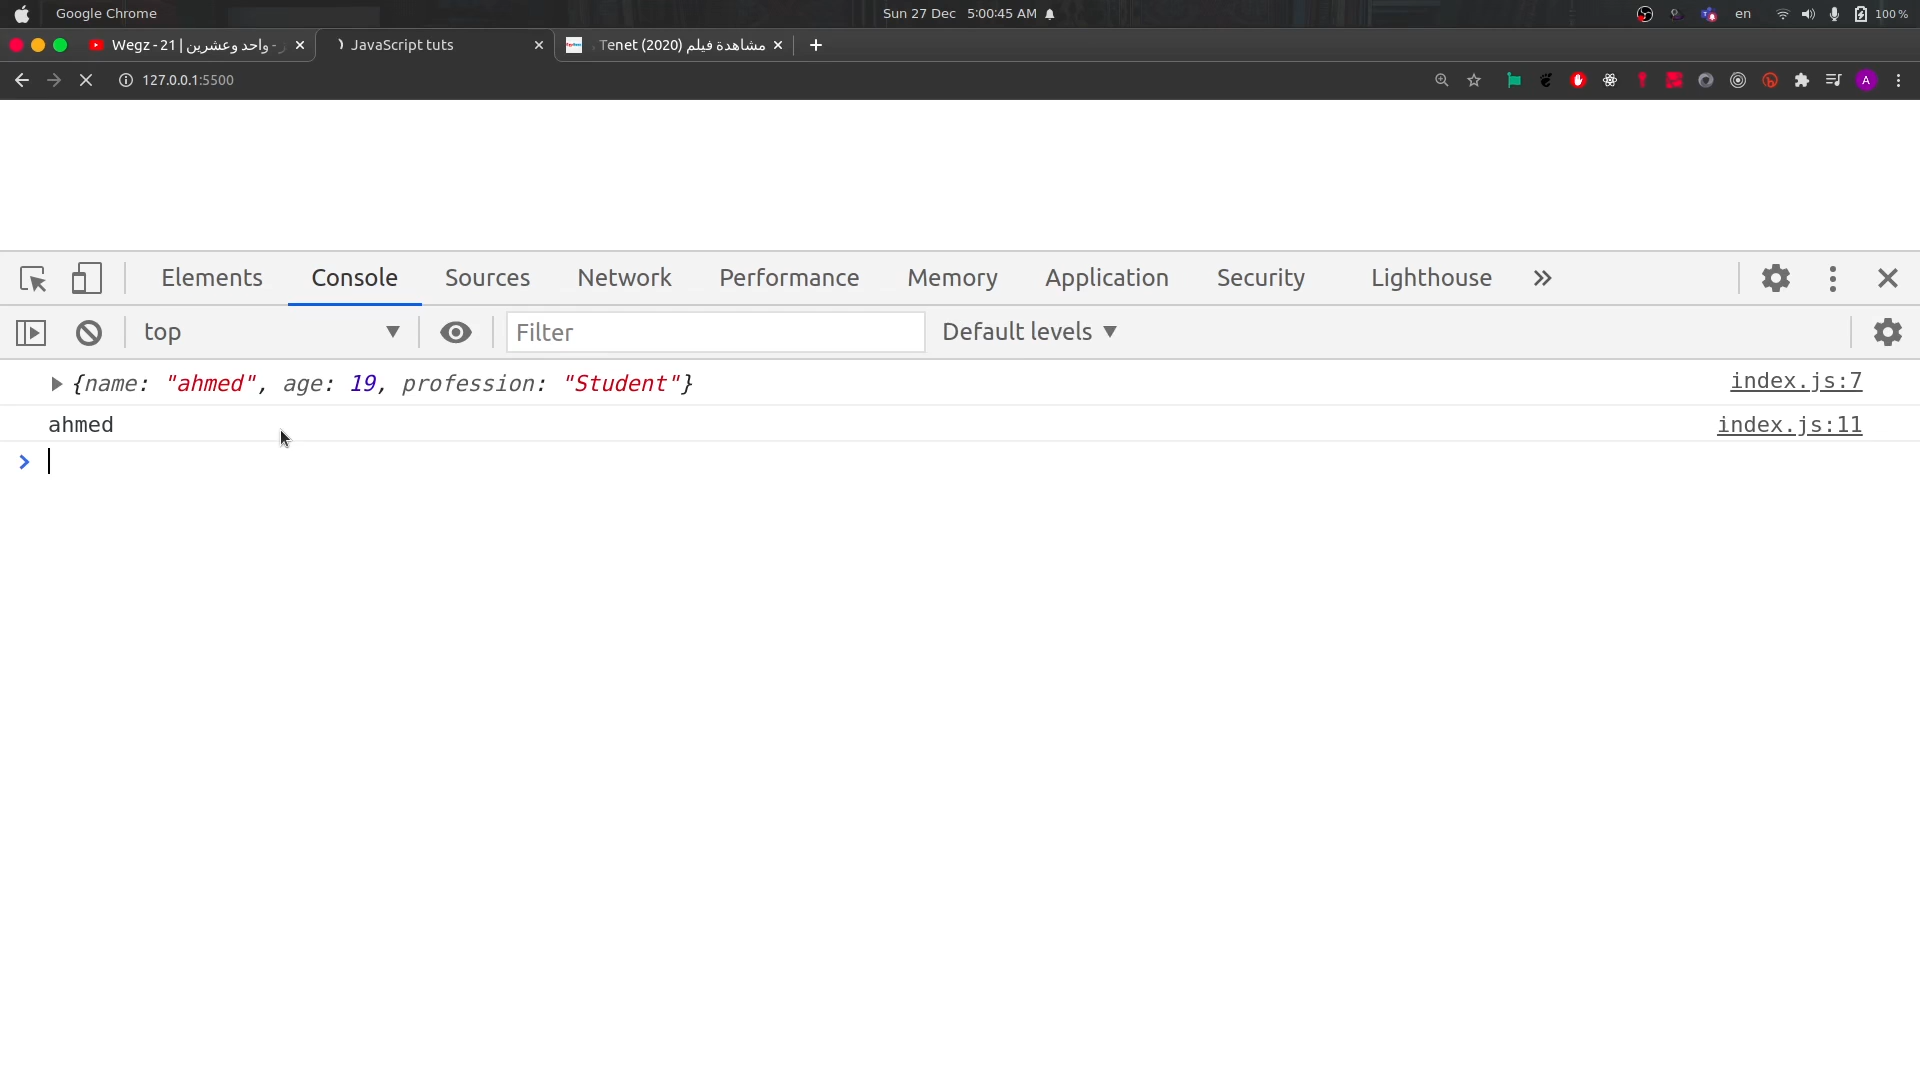 Google Chrome
Sun 27 Dec 5:00:45 AM
en
100 %
Wegz - 21 | واحد وعشرين -
JavaScript tuts
مشاهدة فيلم Tenet (2020)
127.0.0.1:5500
A
Elements Console Sources Network Performance Memory Application Security Lighthouse »
top ▼ Filter Default levels ▼
{name: "ahmed", age: 19, profession: "Student"} index.js:7
ahmed index.js:11
>